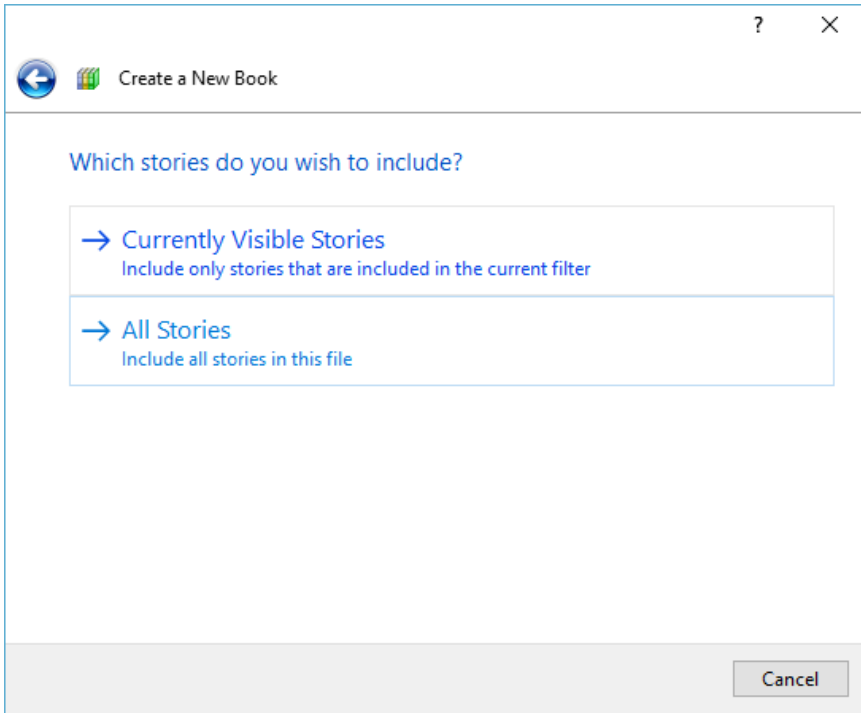 ?
Create a New Book
Which stories do you wish to include?
Currently Visible Stories
Include only stories that are included in the current filter
All Stories
Include all stories in this file
Cancel